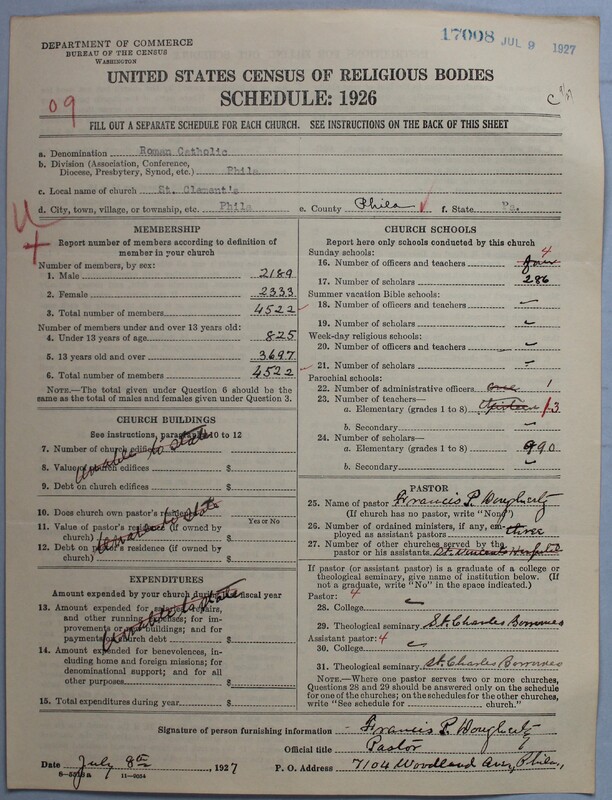 17008 JUL 9 1927
DEPARTMENT OF COMMERCE
BUREAU OF THE CENSUS
WASHINGTON
UNITED STATES CENSUS OF RELIGIOUS BODIES
SCHEDULE: 1926
09
FILL OUT A SEPARATE SCHEDULE FOR EACH CHURCH. SEE INSTRUCTIONS ON THE BACK OF THIS SHEET
a. Denomination Roman Catholic
b. Division (Association, Conference,
Diocese, Presbytery, Synod, etc.) Phila
c. Local name of church St. Clement's
d. City, town, village, or township, etc. Phila e. County Phila f. State Pa.
MEMBERSHIP
Report number of members according to definition of
member in your church
Number of members, by sex:
1. Male 2189
2. Female 2333
3. Total number of members 4522
Number of members under and over 13 years old:
4. Under 13 years of age 825
5. 13 years old and over 3697
6. Total number of members 4522
NOTE.—The total given under Question 6 should be the
same as the total of males and females given under Question 3.
CHURCH BUILDINGS
See instructions, paragraphs 10 to 12
7. Number of church edifices
8. Value of church edifices $
9. Debt on church edifices $
Unable to state
10. Does church own pastor's residence?
Yes or No
11. Value of pastor's residence (if owned by
church) $
12. Debt on pastor's residence (if owned by
church) $
Unable to state
EXPENDITURES
Amount expended by your church during last fiscal year
13. Amount expended for salaries, repairs,
and other running expenses; for im-
provements or new buildings; and for
payments on church debt $
Unable to state
14. Amount expended for benevolences,
including home and foreign missions; for
denominational support; and for all
other purposes $
15. Total expenditures during year $
CHURCH SCHOOLS
Report here only schools conducted by this church
Sunday schools:
16. Number of officers and teachers four 4
17. Number of scholars 286
Summer vacation Bible schools:
18. Number of officers and teachers
19. Number of scholars
Week-day religious schools:
20. Number of officers and teachers
21. Number of scholars
Parochial schools:
22. Number of administrative officers one 1
23. Number of teachers—
a. Elementary (grades 1 to 8) thirteen 13
b. Secondary
24. Number of scholars—
a. Elementary (grades 1 to 8) 990
b. Secondary
PASTOR
25. Name of pastor Francis P. Dougherty
(If church has no pastor, write "None")
26. Number of ordained ministers, if any, em-
ployed as assistant pastors three
27. Number of other churches served by the
pastor or his assistants St. Vincent's Hospital
If pastor (or assistant pastor) is a graduate of a college or
theological seminary, give name of institution below. (If
not a graduate, write "No" in the space indicated.)
Pastor: 4
28. College
29. Theological seminary St. Charles Borromeo
Assistant pastor: 4
30. College
31. Theological seminary St. Charles Borromeo
NOTE.—Where one pastor serves two or more churches,
Questions 28 and 29 should be answered only on the schedule
for one of the churches; on the schedules for the other churches,
write "See schedule for church."
Signature of person furnishing information Francis P. Dougherty
Official title Pastor
Date July 8th, 1927 P. O. Address 7104 Woodland Ave, Phila,
11—9054